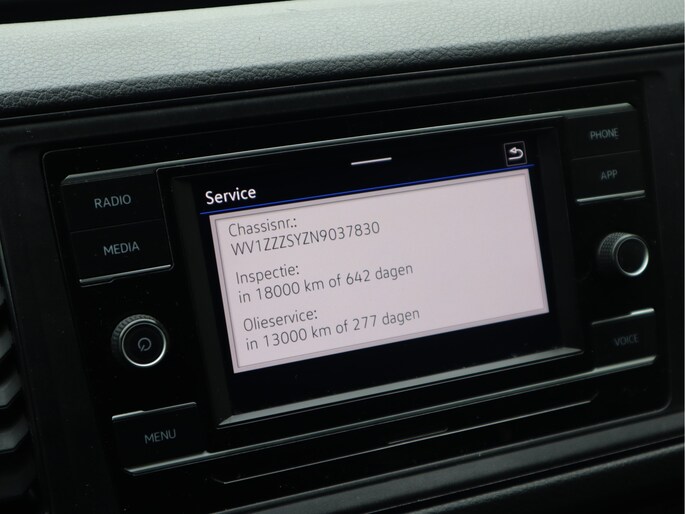 RADIO
MEDIA
MENU
Service
Chassisnr.:
WV1ZZZSYZN9037830
Inspectie:
in 18000 km of 642 dagen
Olieservice:
in 13000 km of 277 dagen
PHONE
APP
VOICE